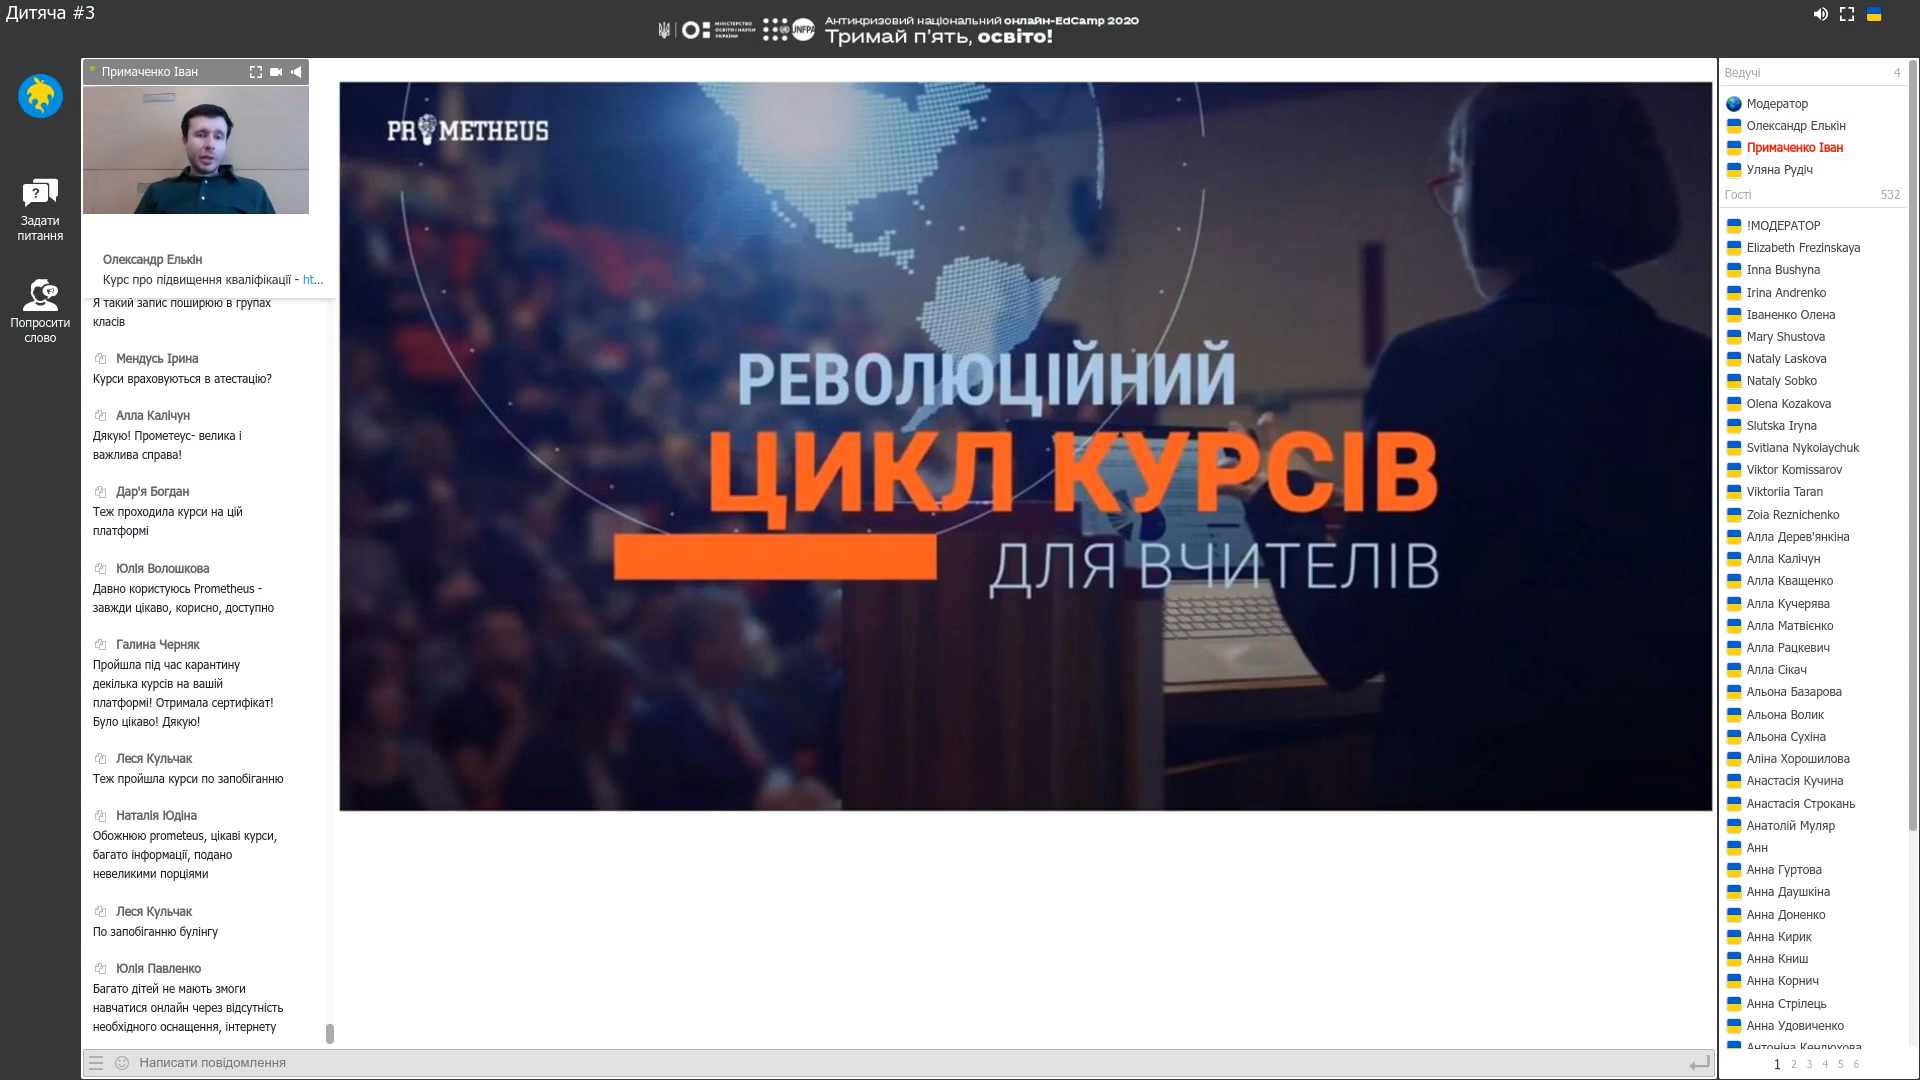 Дитяча #3
МІНІСТЕРСТВО
ОСВІТИ І НАУКИ
УКРАЇНИ
UNFPA
Антикризовий національний онлайн-EdCamp 2020
Тримай п'ять, освіто!
Задати
питання
Попросити
слово
Примаченко Іван
Олександр Елькін
Курс про підвищення кваліфікації - ht...
Я такий запис поширюю в групах
класів
Мендусь Ірина
Курси враховуються в атестацію?
Алла Калічун
Дякую! Прометеус- велика і
важлива справа!
Дар'я Богдан
Теж проходила курси на цій
платформі
Юлія Волошкова
Давно користуюсь Prometheus -
завжди цікаво, корисно, доступно
Галина Черняк
Пройшла під час карантину
декілька курсів на вашій
платформі! Отримала сертифікат!
Було цікаво! Дякую!
Леся Кульчак
Теж пройшла курси по запобіганню
Наталія Юдіна
Обожнюю prometeus, цікаві курси,
багато інформації, подано
невеликими порціями
Леся Кульчак
По запобіганню булінгу
Юлія Павленко
Багато дітей не мають змоги
навчатися онлайн через відсутність
необхідного оснащення, інтернету
Написати повідомлення
PROMETHEUS
РЕВОЛЮЦІЙНИЙ
ЦИКЛ КУРСІВ
ДЛЯ ВЧИТЕЛІВ
Ведучі 4
Модератор
Олександр Елькін
Примаченко Іван
Уляна Рудіч
Гості 532
!МОДЕРАТОР
Elizabeth Frezinskaya
Inna Bushyna
Irina Andrenko
Іваненко Олена
Mary Shustova
Nataly Laskova
Nataly Sobko
Olena Kozakova
Slutska Iryna
Svitlana Nykolaychuk
Viktor Komissarov
Viktoriia Taran
Zoia Reznichenko
Алла Дерев'янкіна
Алла Калічун
Алла Кващенко
Алла Кучерява
Алла Матвієнко
Алла Рацкевич
Алла Сікач
Альона Базарова
Альона Волик
Альона Сухіна
Аліна Хорошилова
Анастасія Кучина
Анастасія Строкань
Анатолій Муляр
Анн
Анна Гуртова
Анна Даушкіна
Анна Доненко
Анна Кирик
Анна Книш
Анна Корнич
Анна Стрілець
Анна Удовиченко
Антоніна Кендюхова
1 2 3 4 5 6